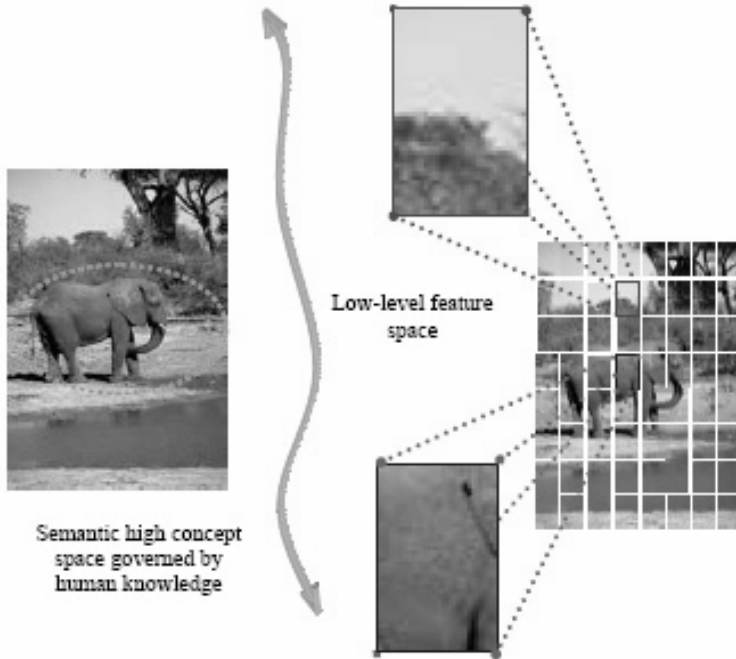 Low-level feature
space
Semantic high concept
space governed by
human knowledge